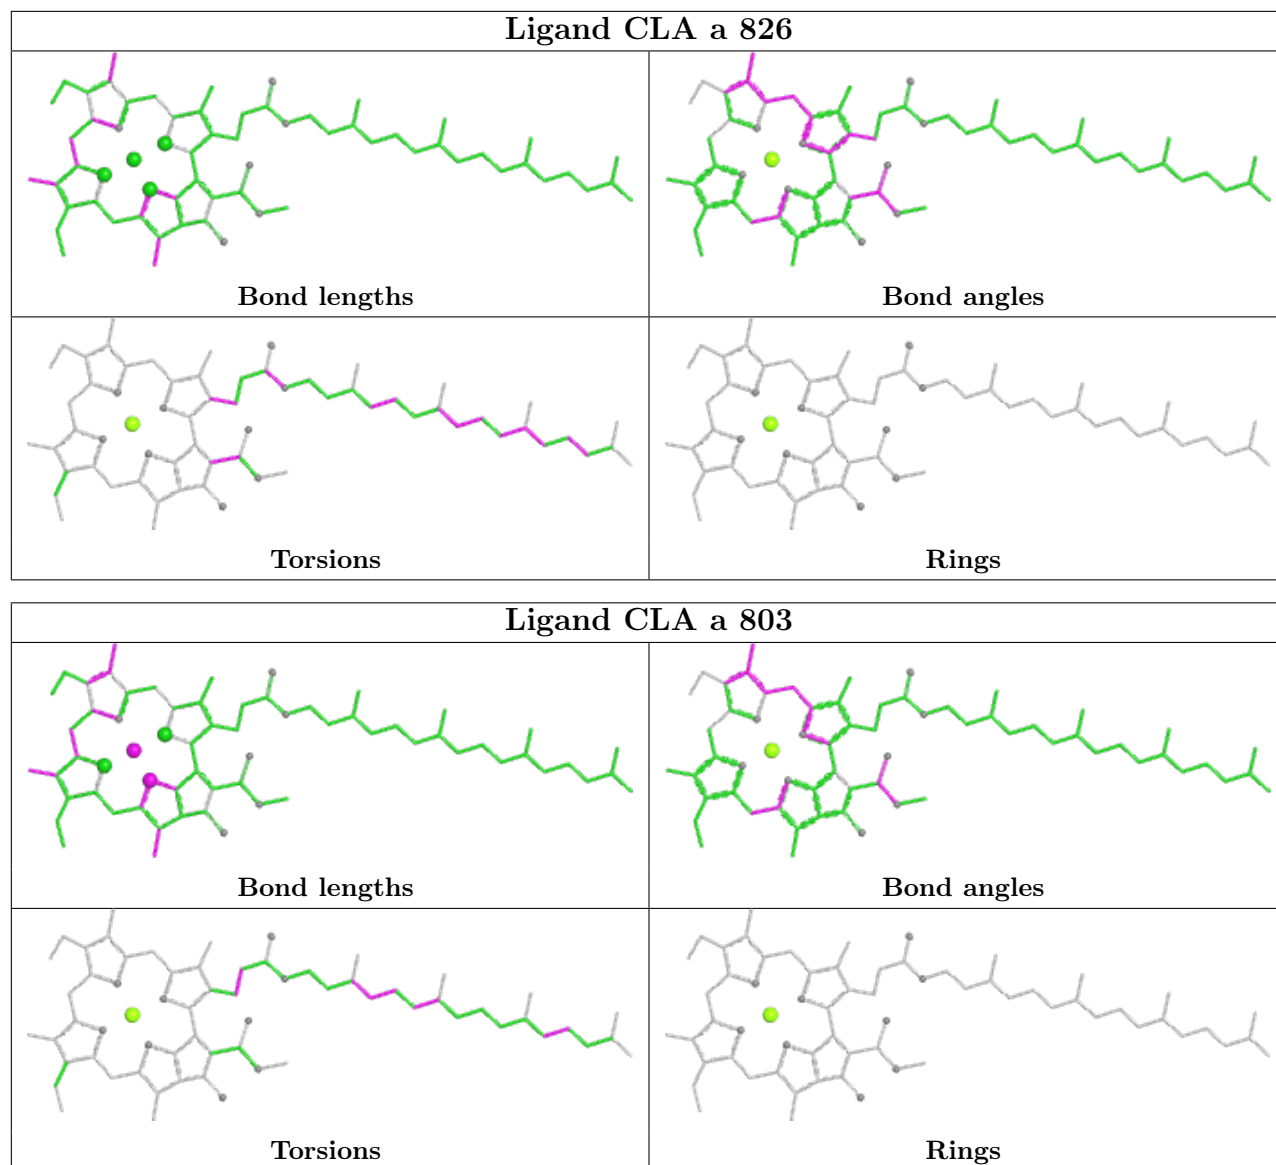 Ligand CLA a 826
Bond lengths
Bond angles
Torsions
Rings
Ligand CLA a 803
Bond lengths
Bond angles
Torsions
Rings